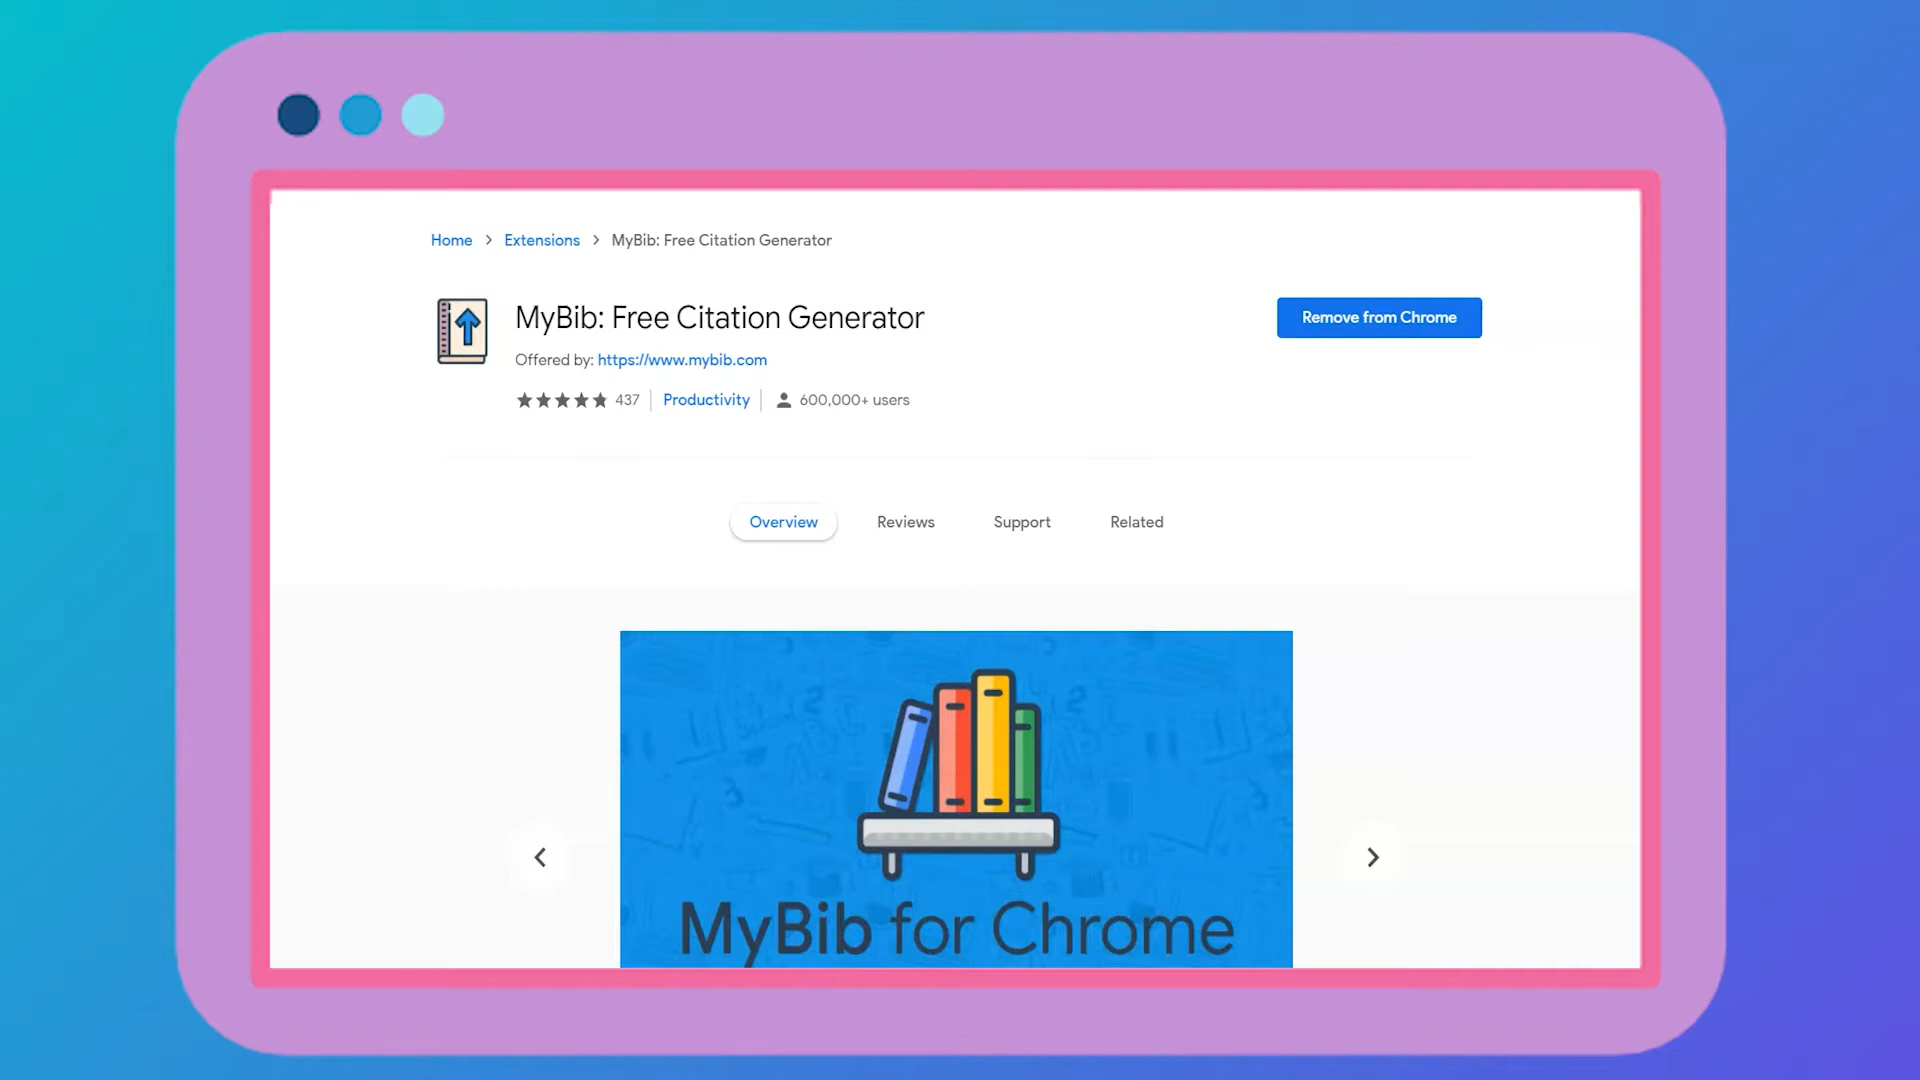 Home > Extensions > MyBib: Free Citation Generator
MyBib: Free Citation Generator
Remove from Chrome
Offered by: https://www.mybib.com
437 Productivity 600,000+ users
Overview Reviews Support Related
MyBib for Chrome